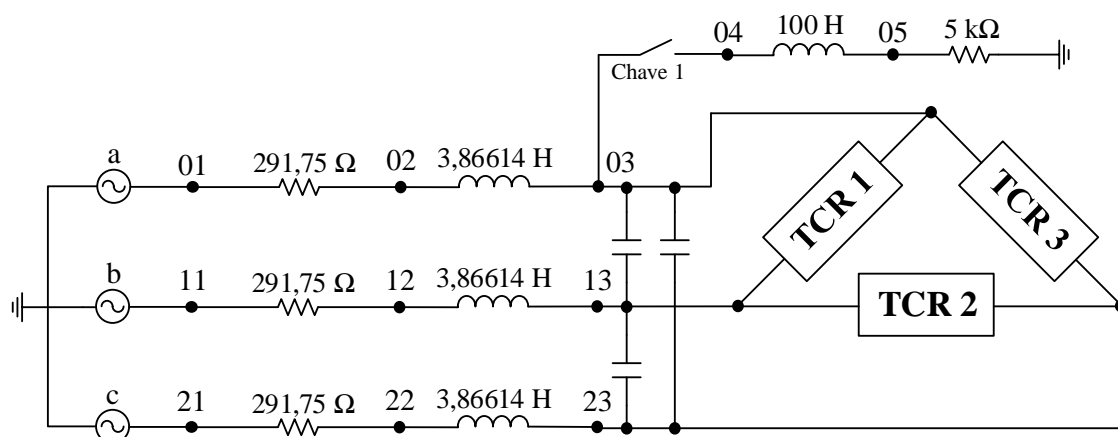 04
100 H
05
5 kΩ
Chave 1
a
01
291,75 Ω
02
3,86614 H
03
TCR 1
TCR 3
b
11
291,75 Ω
12
3,86614 H
13
TCR 2
c
21
291,75 Ω
22
3,86614 H
23